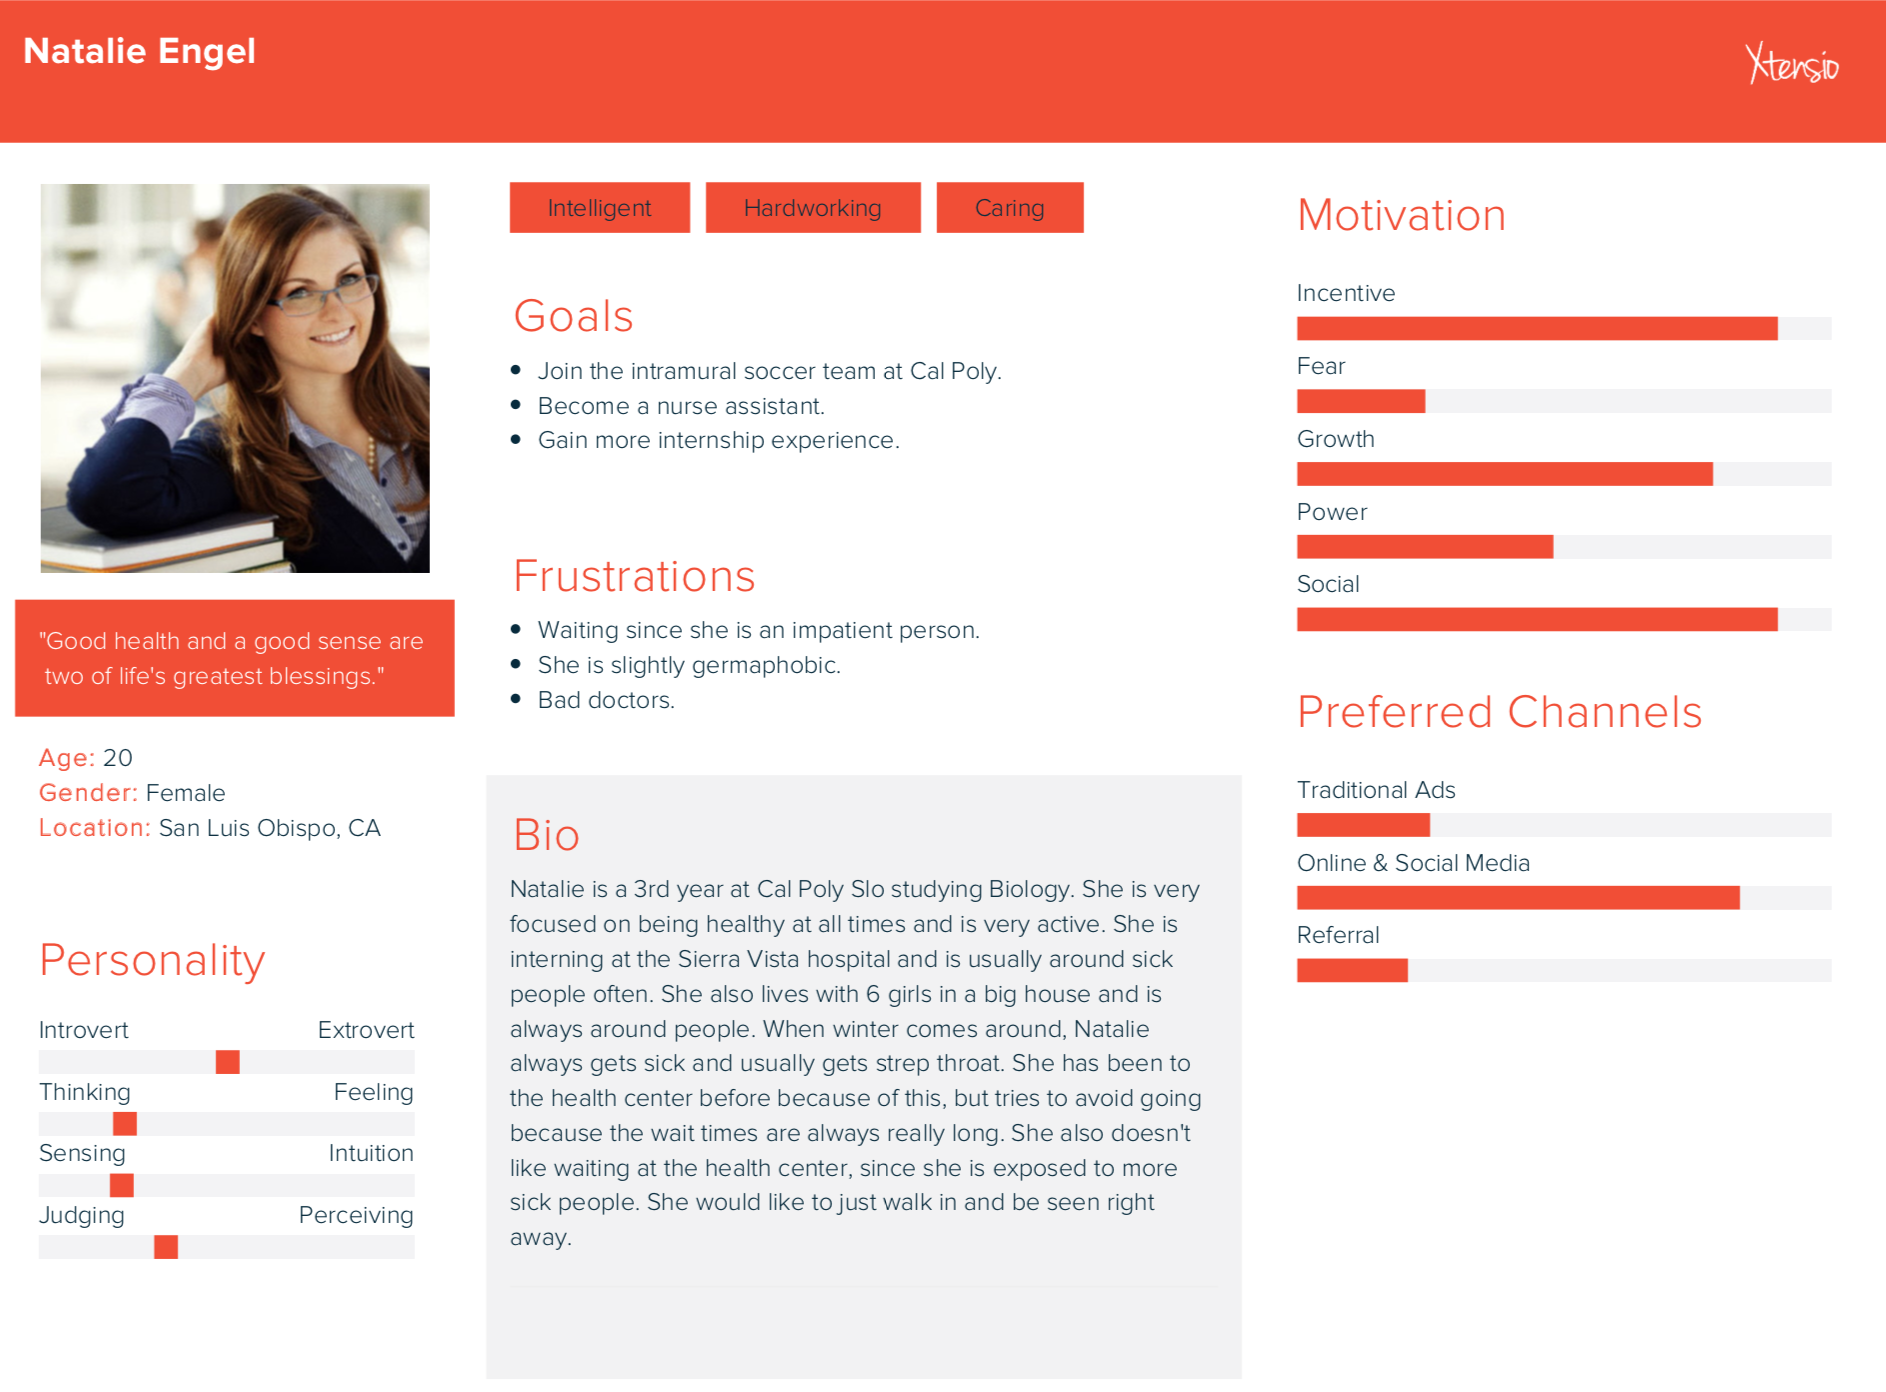 Natalie Engel
Xtensio
"Good health and a good sense are
two of life's greatest blessings."
Age: 20
Gender: Female
Location: San Luis Obispo, CA
Personality
Introvert Extrovert
Thinking Feeling
Sensing Intuition
Judging Perceiving
Intelligent Hardworking Caring
Goals
• Join the intramural soccer team at Cal Poly.
• Become a nurse assistant.
• Gain more internship experience.
Frustrations
• Waiting since she is an impatient person.
• She is slightly germaphobic.
• Bad doctors.
Bio
Natalie is a 3rd year at Cal Poly Slo studying Biology. She is very
focused on being healthy at all times and is very active. She is
interning at the Sierra Vista hospital and is usually around sick
people often. She also lives with 6 girls in a big house and is
always around people. When winter comes around, Natalie
always gets sick and usually gets strep throat. She has been to
the health center before because of this, but tries to avoid going
because the wait times are always really long. She also doesn't
like waiting at the health center, since she is exposed to more
sick people. She would like to just walk in and be seen right
away.
Motivation
Incentive
Fear
Growth
Power
Social
Preferred Channels
Traditional Ads
Online & Social Media
Referral